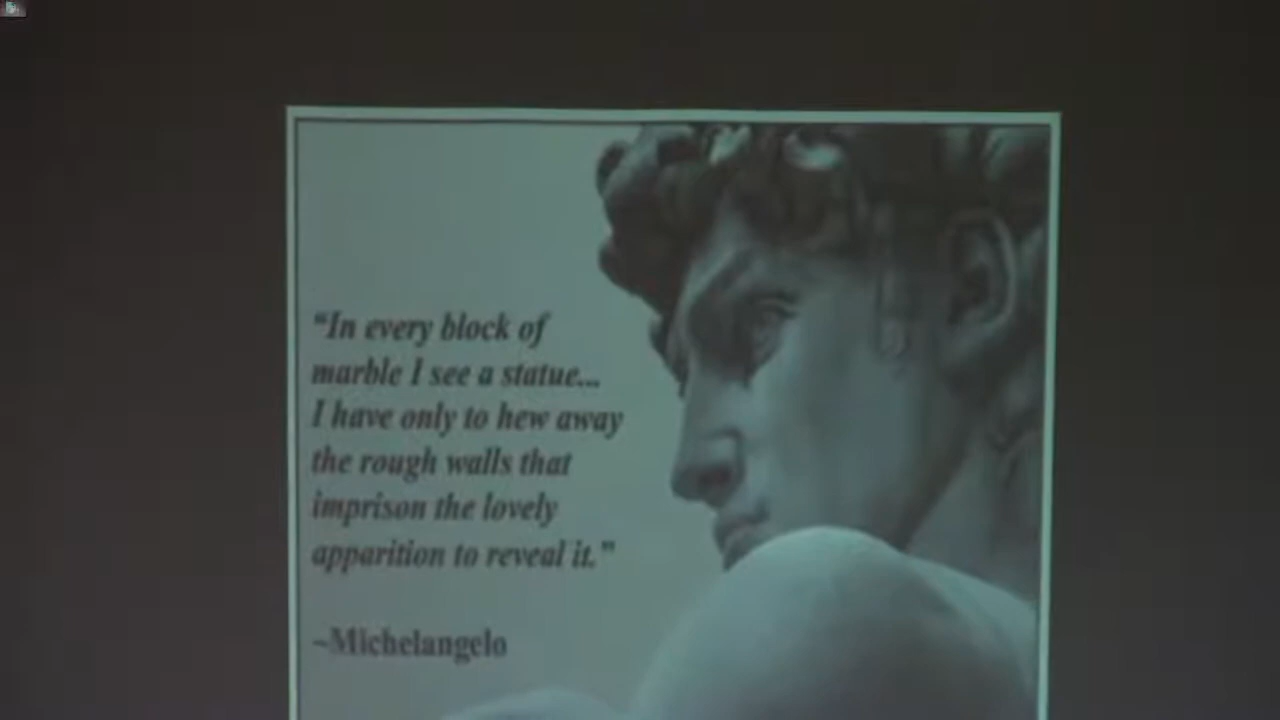 “In every block of
marble I see a statue...
I have only to hew away
the rough walls that
imprison the lovely
apparition to reveal it.”
~Michelangelo